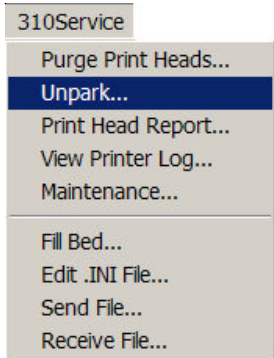 310Service
Purge Print Heads...
Unpark...
Print Head Report...
View Printer Log...
Maintenance...
Fill Bed...
Edit .INI File...
Send File...
Receive File...